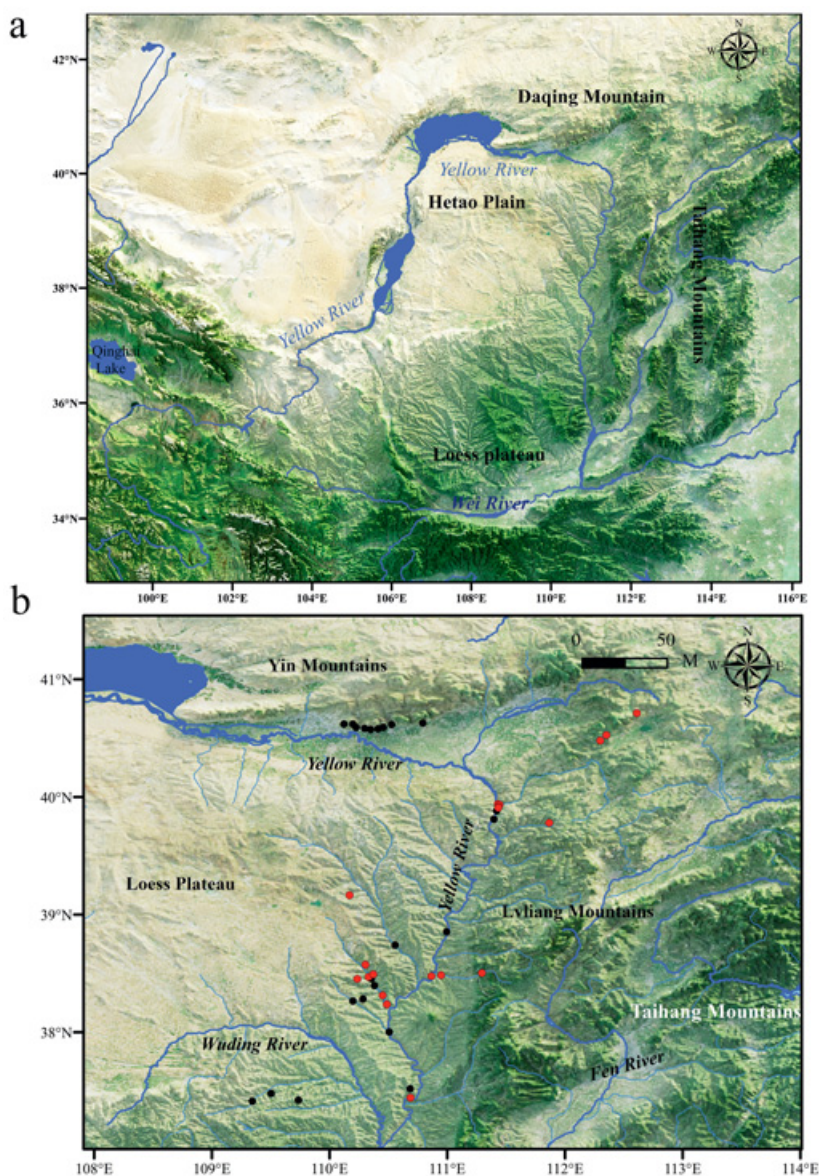 a
42°N
40°N
38°N
36°N
34°N
N
W
E
S
Daqing Mountain
Yellow River
Hetao Plain
Taihang Mountains
Yellow River
Qinghai
Lake
Loess plateau
Wei River
100°E 102°E 104°E 106°E 108°E 110°E 112°E 114°E 116°E
b
41°N
40°N
39°N
38°N
Yin Mountains
0 50
M
N
W
E
S
Yellow River
Yellow River
Loess Plateau
Lvliang Mountains
Taihang Mountains
Wuding River
Fen River
108°E 109°E 110°E 111°E 112°E 113°E 114°E